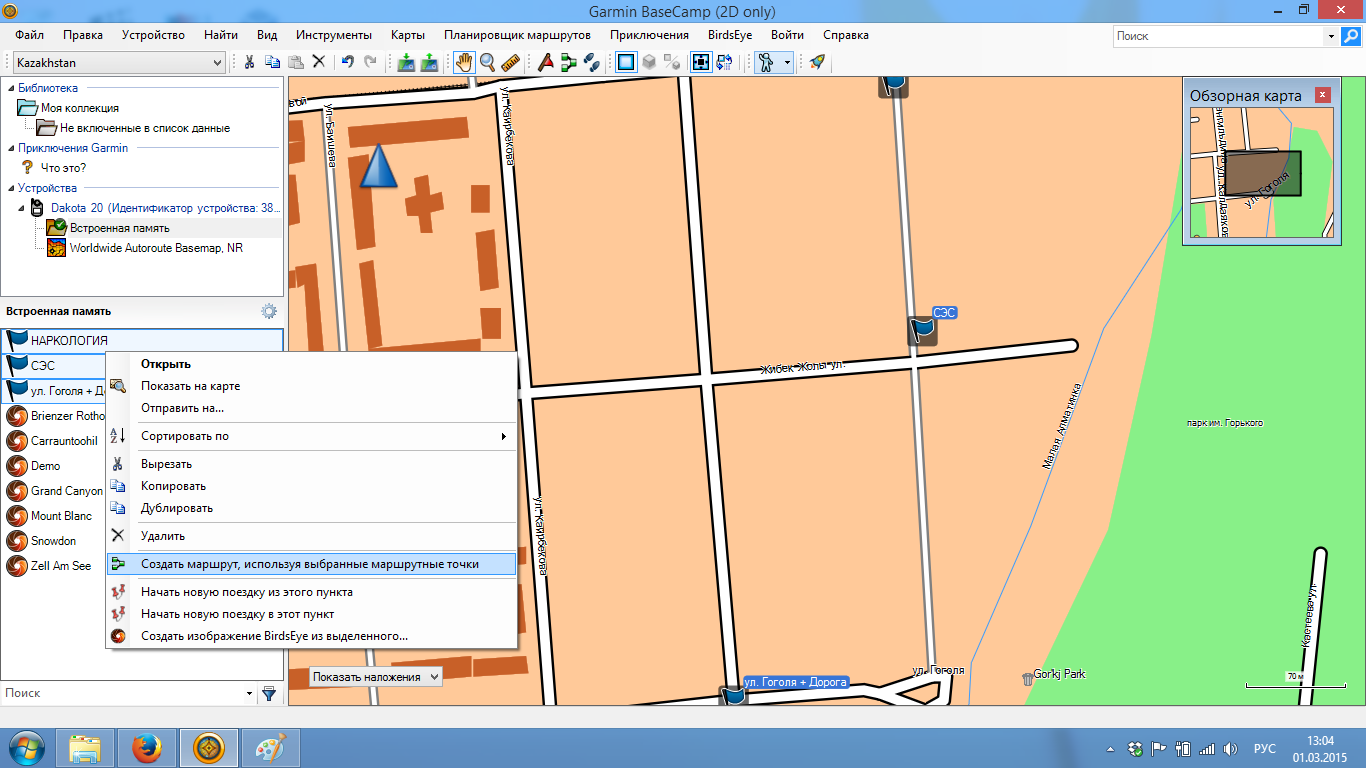 Garmin BaseCamp (2D only)
Файл Правка Устройство Найти Вид Инструменты Карты Планировщик маршрутов Приключения BirdsEye Войти Справка
Поиск
Kazakhstan
Библиотека
Моя коллекция
Не включенные в список данные
Приключения Garmin
Что это?
Устройства
Dakota 20 (Идентификатор устройства: 38...
Встроенная память
Worldwide Autoroute Basemap, NR
Встроенная память
НАРКОЛОГИЯ
СЭС
ул. Гоголя + До
Brienzer Rotho
Carrauntoohil
Demo
Grand Canyon
Mount Blanc
Snowdon
Zell Am See
Поиск
Открыть
Показать на карте
Отправить на...
Сортировать по
Вырезать
Копировать
Дублировать
Удалить
Создать маршрут, используя выбранные маршрутные точки
Начать новую поездку из этого пункта
Начать новую поездку в этот пункт
Создать изображение BirdsEye из выделенного...
вой
ул. Баишева
ул. Каирбекова
СЭС
Жибек Жолы ул.
Малая Алматинка
парк им. Горького
ул. Каирбекова
Кастеева ул.
ул. Гоголя
Gor'kj Park
ул. Гоголя + Дорога
Показать наложения
70 м
Обзорная карта
ул. Гоголя
РУС
13:04
01.03.2015